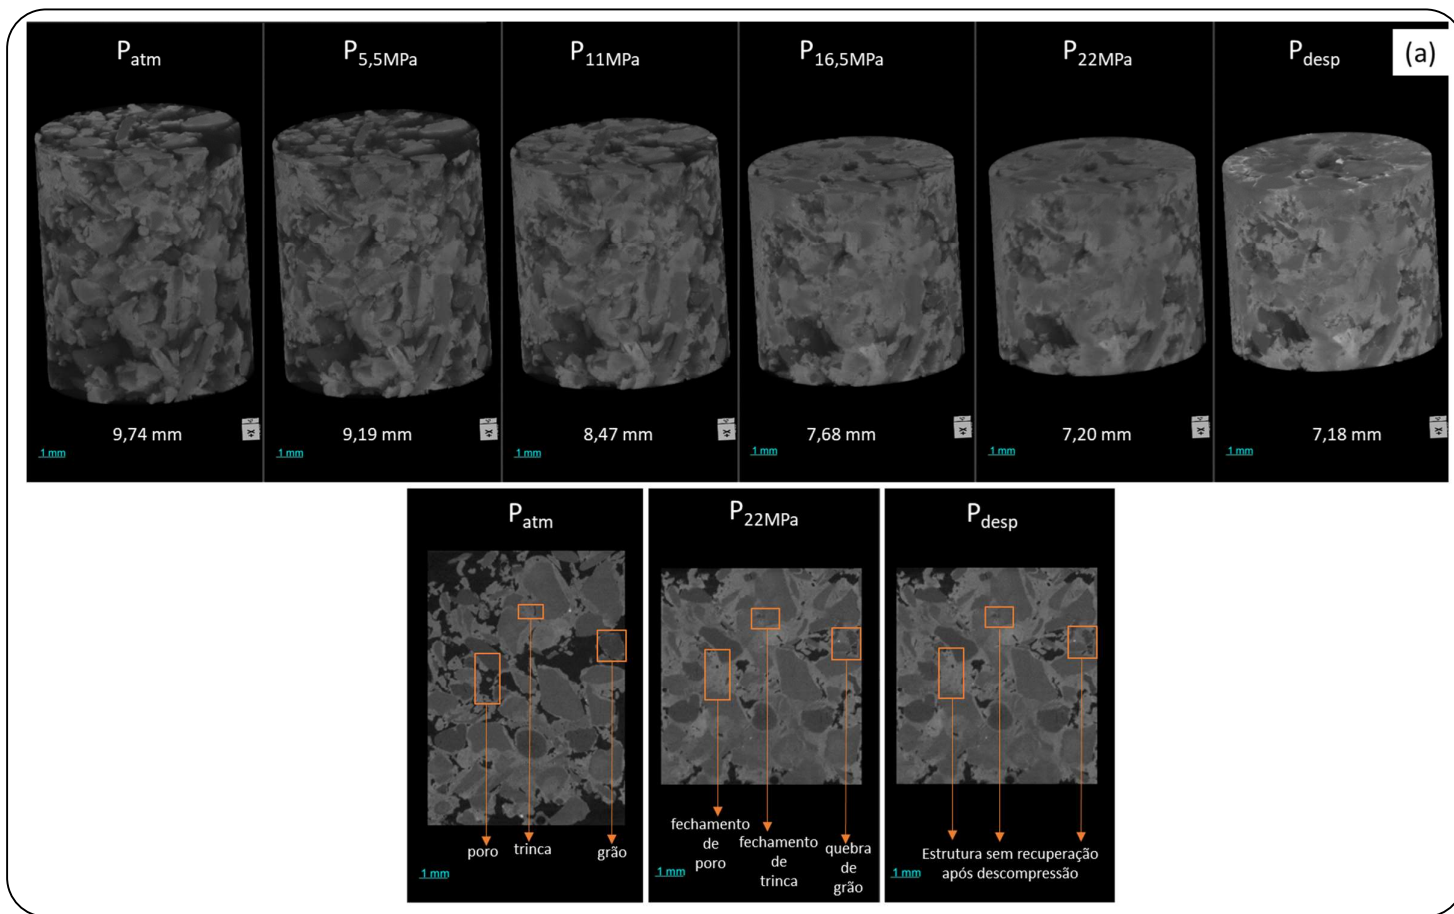 P_atm P_5,5MPa P_11MPa P_16,5MPa P_22MPa P_desp (a)
9,74 mm 9,19 mm 8,47 mm 7,68 mm 7,20 mm 7,18 mm
1 mm 1 mm 1 mm 1 mm 1 mm 1 mm
P_atm P_22MPa P_desp
poro trinca grão
fechamento
de
poro
fechamento
de
trinca
quebra
de
grão
Estrutura sem recuperação
após descompressão
1 mm 1 mm 1 mm